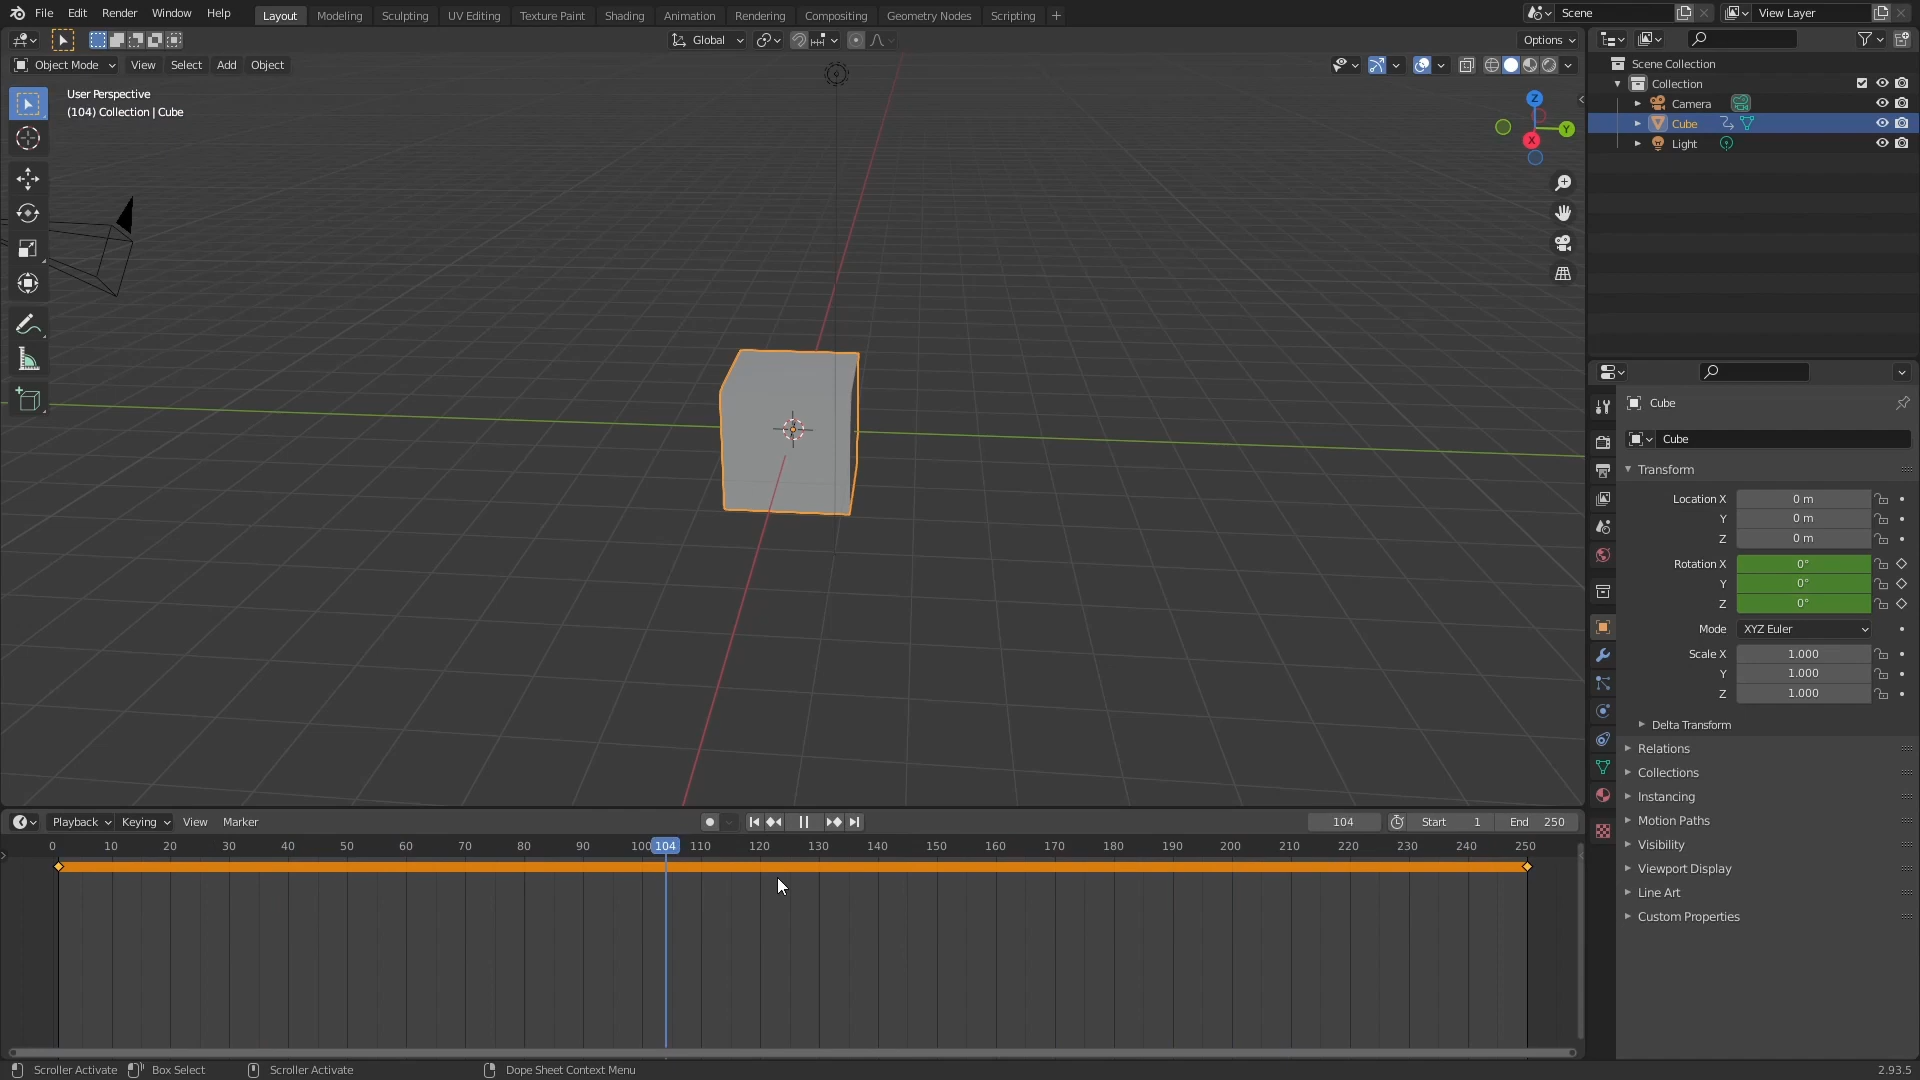 File Edit Render Window Help
Layout Modeling Sculpting UV Editing Texture Paint Shading Animation Rendering Compositing Geometry Nodes Scripting +
Scene
View Layer
Global
Options
Object Mode View Select Add Object
User Perspective
(104) Collection | Cube
Z
Y
X
Scene Collection
Collection
Camera
Cube
Light
Cube
Cube
Transform
Location X 0 m
Y 0 m
Z 0 m
Rotation X 0°
Y 0°
Z 0°
Mode XYZ Euler
Scale X 1.000
Y 1.000
Z 1.000
Delta Transform
Relations
Collections
Instancing
Motion Paths
Visibility
Viewport Display
Line Art
Custom Properties
Playback Keying View Marker
104 Start 1 End 250
0 10 20 30 40 50 60 70 80 90 100 104 110 120 130 140 150 160 170 180 190 200 210 220 230 240 250
Scroller Activate Box Select Scroller Activate Dope Sheet Context Menu
2.93.5